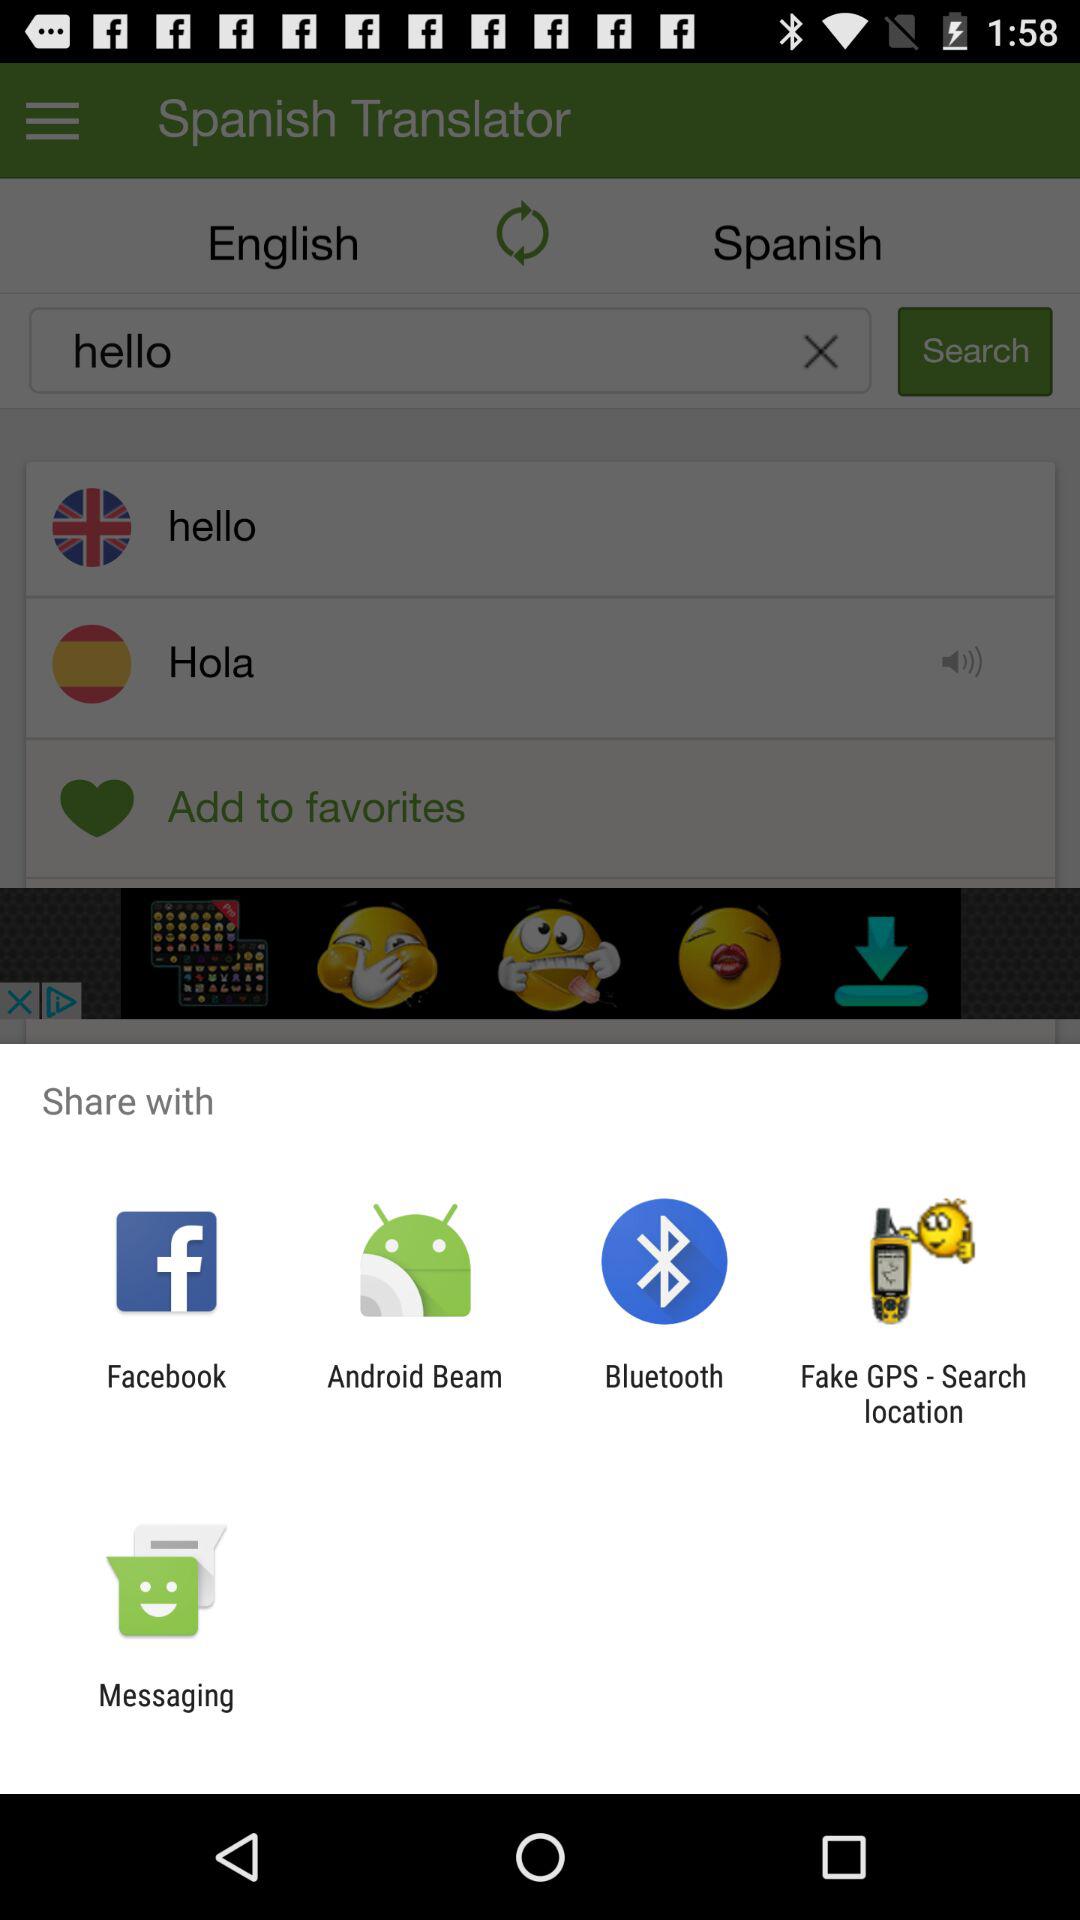 1:58
Spanish Translator
English Spanish
hello Search
hello
Hola
Add to favorites
Pro
Share with
Facebook Android Beam Bluetooth Fake GPS - Search location
Messaging